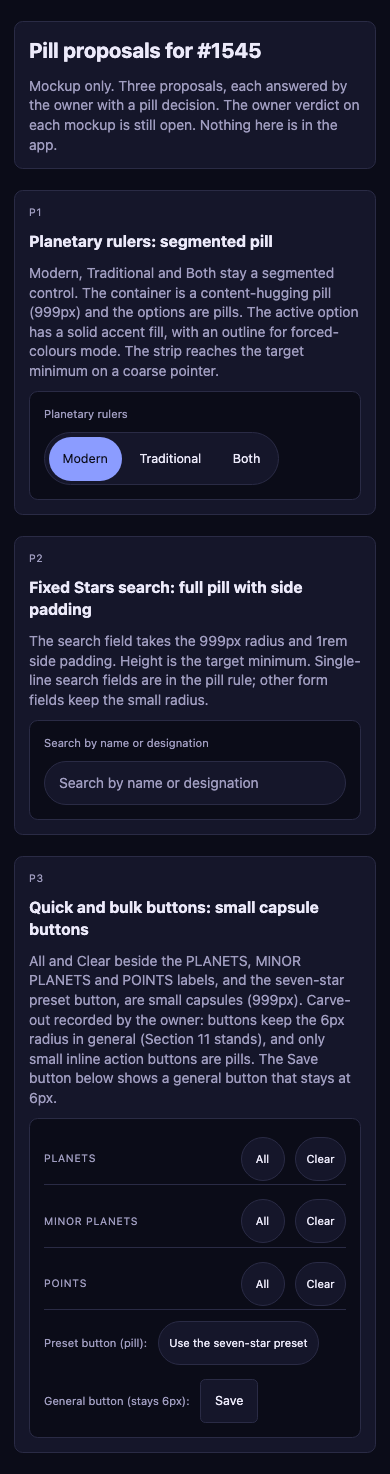 Pill proposals for #1545
Mockup only. Three proposals, each answered by
the owner with a pill decision. The owner verdict on
each mockup is still open. Nothing here is in the
app.
P1
Planetary rulers: segmented pill
Modern, Traditional and Both stay a segmented
control. The container is a content-hugging pill
(999px) and the options are pills. The active option
has a solid accent fill, with an outline for forced-
colours mode. The strip reaches the target
minimum on a coarse pointer.
Planetary rulers
Modern Traditional Both
P2
Fixed Stars search: full pill with side
padding
The search field takes the 999px radius and 1rem
side padding. Height is the target minimum. Single-
line search fields are in the pill rule; other form
fields keep the small radius.
Search by name or designation
Search by name or designation
P3
Quick and bulk buttons: small capsule
buttons
All and Clear beside the PLANETS, MINOR
PLANETS and POINTS labels, and the seven-star
preset button, are small capsules (999px). Carve-
out recorded by the owner: buttons keep the 6px
radius in general (Section 11 stands), and only
small inline action buttons are pills. The Save
button below shows a general button that stays at
6px.
PLANETS All Clear
MINOR PLANETS All Clear
POINTS All Clear
Preset button (pill): Use the seven-star preset
General button (stays 6px): Save